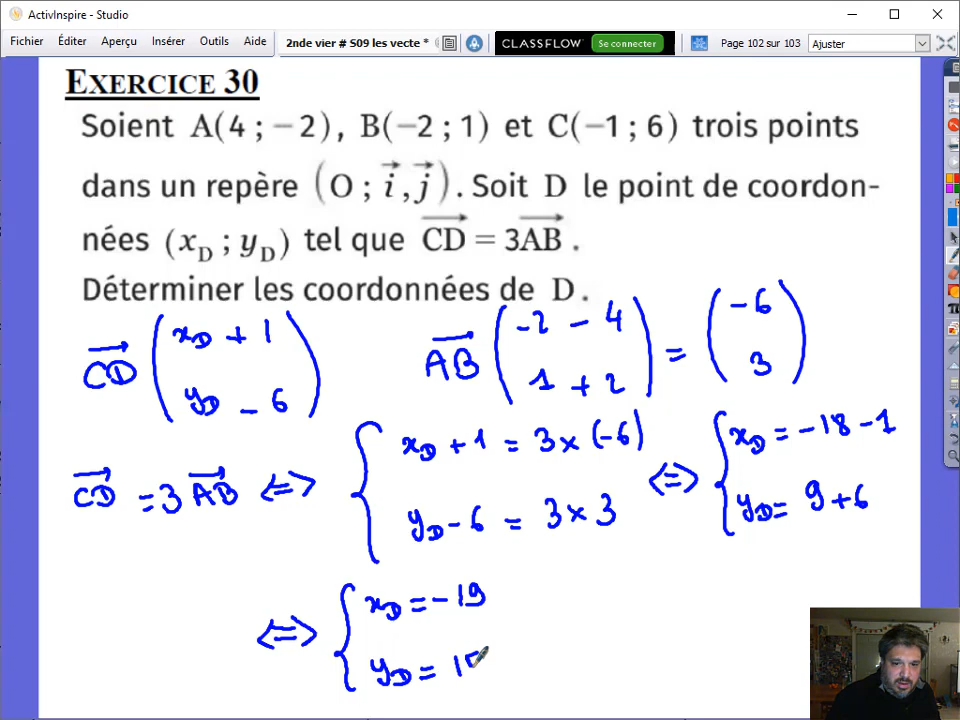 ActivInspire - Studio
Fichier Éditer Aperçu Insérer Outils Aide 2nde vier # S09 les vecte * CLASSFLOW Se connecter Page 102 sur 103 Ajuster
EXERCICE 30
Soient A(4 ; −2), B(−2 ; 1) et C(−1 ; 6) trois points
dans un repère (O ; i⃗, j⃗). Soit D le point de coordon-
nées (x_D ; y_D) tel que CD⃗ = 3AB⃗.
Déterminer les coordonnées de D.
CD⃗ (x_D + 1 ; y_D − 6) AB⃗ (−2 − 4 ; 1 + 2) = (−6 ; 3)
CD⃗ = 3 AB⃗ ⟺ { x_D + 1 = 3 × (−6) ⟺ { x_D = −18 − 1
y_D − 6 = 3 × 3 y_D = 9 + 6
⟺ { x_D = −19
y_D = 15